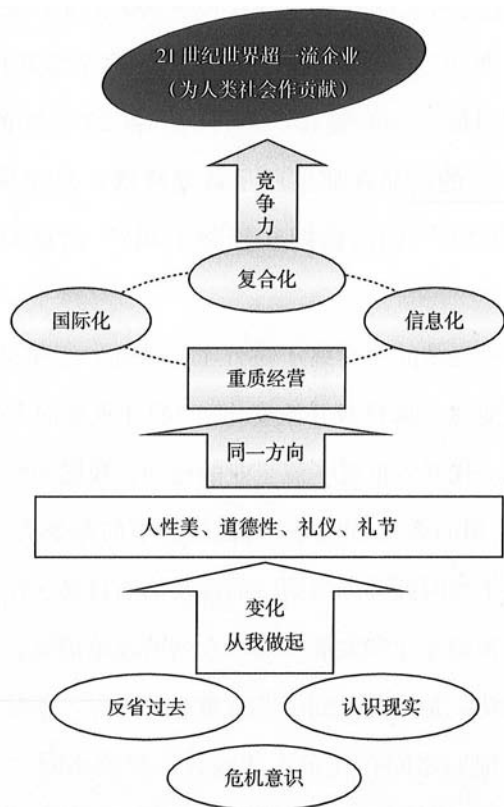 21 世纪世界超一流企业
（为人类社会作贡献）
竞
争
力
复合化
国际化
信息化
重质经营
同一方向
人性美、道德性、礼仪、礼节
变化
从我做起
反省过去
认识现实
危机意识